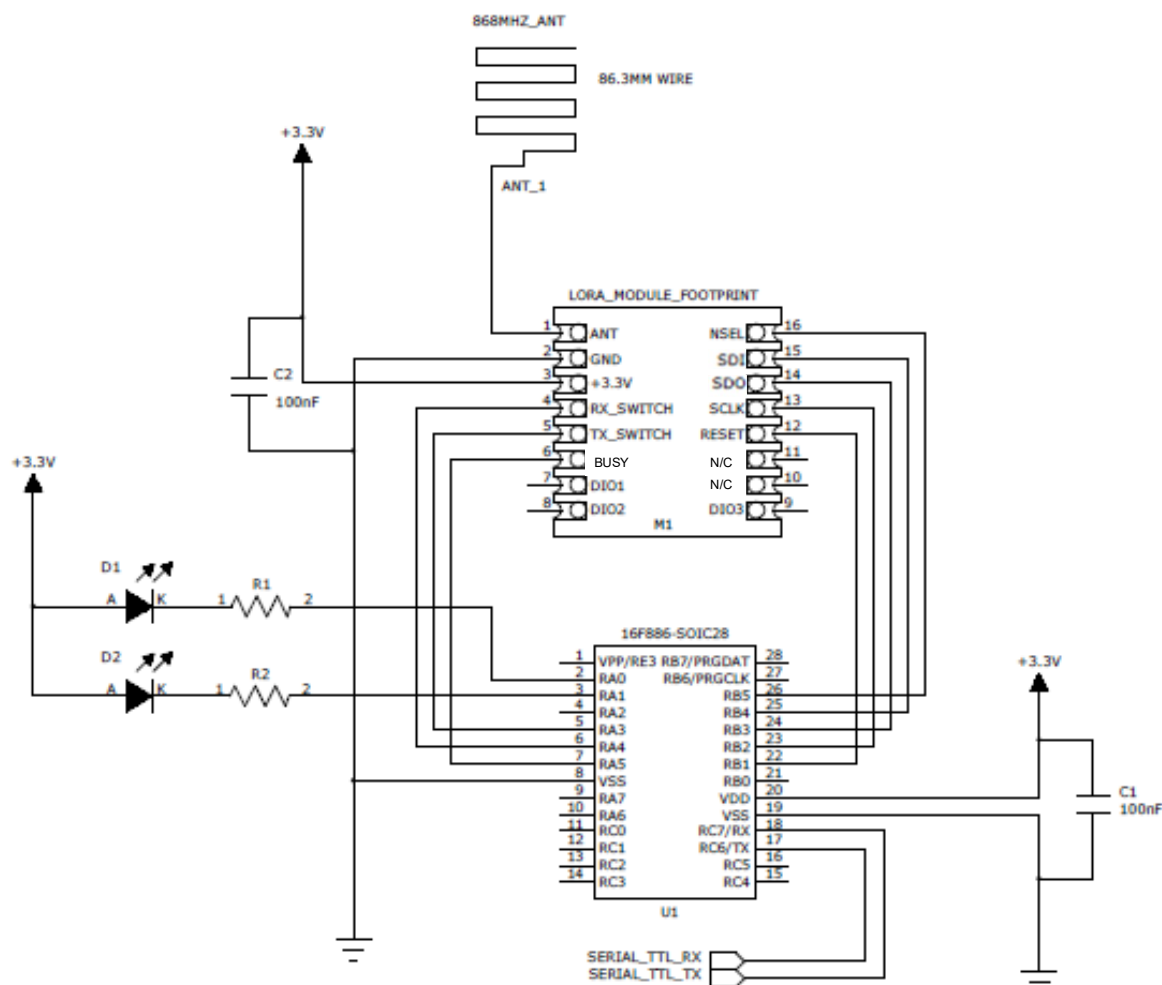 868MHZ_ANT
86.3MM WIRE
+3.3V
ANT_1
LORA_MODULE_FOOTPRINT
1 ANT NSEL 16
2 GND SDI 15
3 +3.3V SDO 14
4 RX_SWITCH SCLK 13
5 TX_SWITCH RESET 12
6 BUSY N/C 11
7 DIO1 N/C 10
8 DIO2 DIO3 9
M1
C2
100nF
+3.3V
D1
A K 1 R1 2
D2
A K 1 R2 2
16F886-SOIC28
1 VPP/RE3 RB7/PRGDAT 28
2 RA0 RB6/PRGCLK 27
3 RA1 RB5 26
4 RA2 RB4 25
5 RA3 RB3 24
6 RA4 RB2 23
7 RA5 RB1 22
8 VSS RB0 21
9 RA7 VDD 20
10 RA6 VSS 19
11 RC0 RC7/RX 18
12 RC1 RC6/TX 17
13 RC2 RC5 16
14 RC3 RC4 15
U1
+3.3V
C1
100nF
SERIAL_TTL_RX
SERIAL_TTL_TX